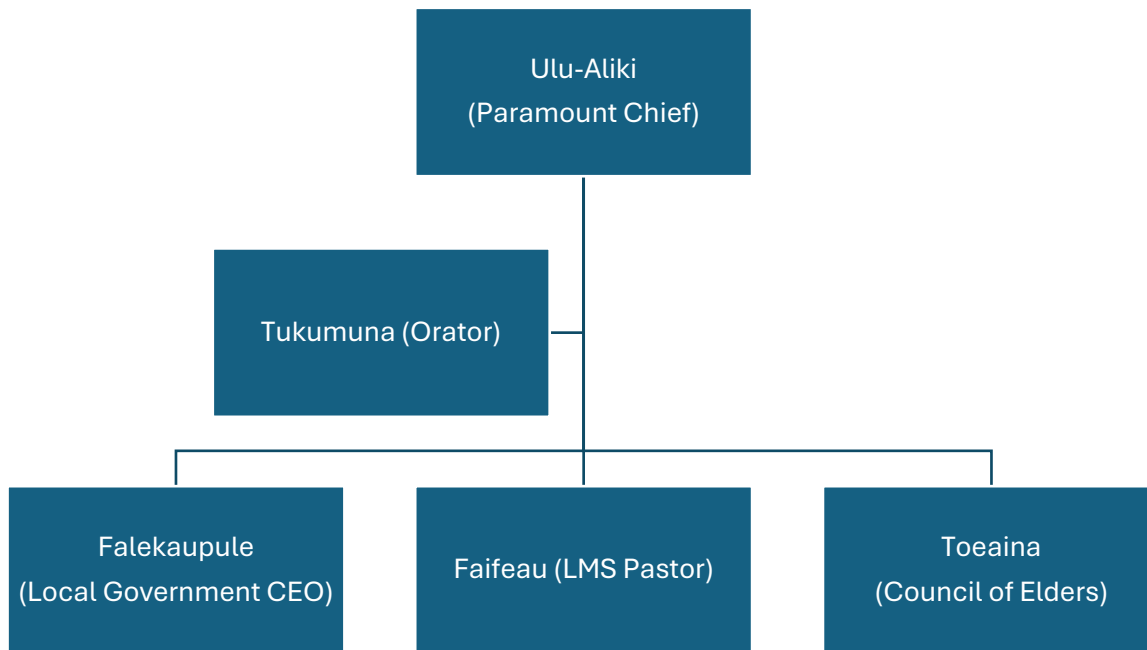 Ulu-Aliki
(Paramount Chief)
Tukumuna (Orator)
Falekaupule
(Local Government CEO)
Faifeau (LMS Pastor)
Toeaina
(Council of Elders)